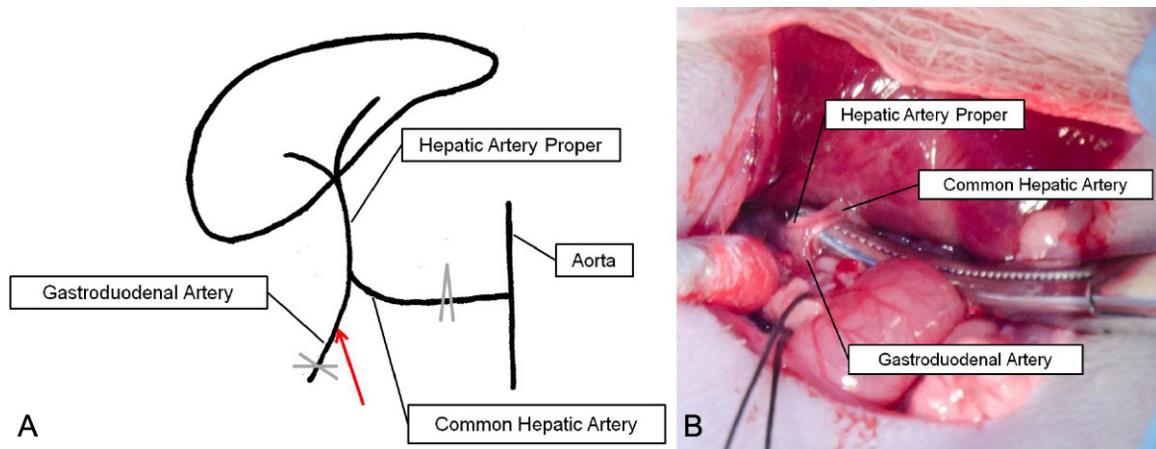 Hepatic Artery Proper
Aorta
Gastroduodenal Artery
Common Hepatic Artery
A
Hepatic Artery Proper
Common Hepatic Artery
Gastroduodenal Artery
B